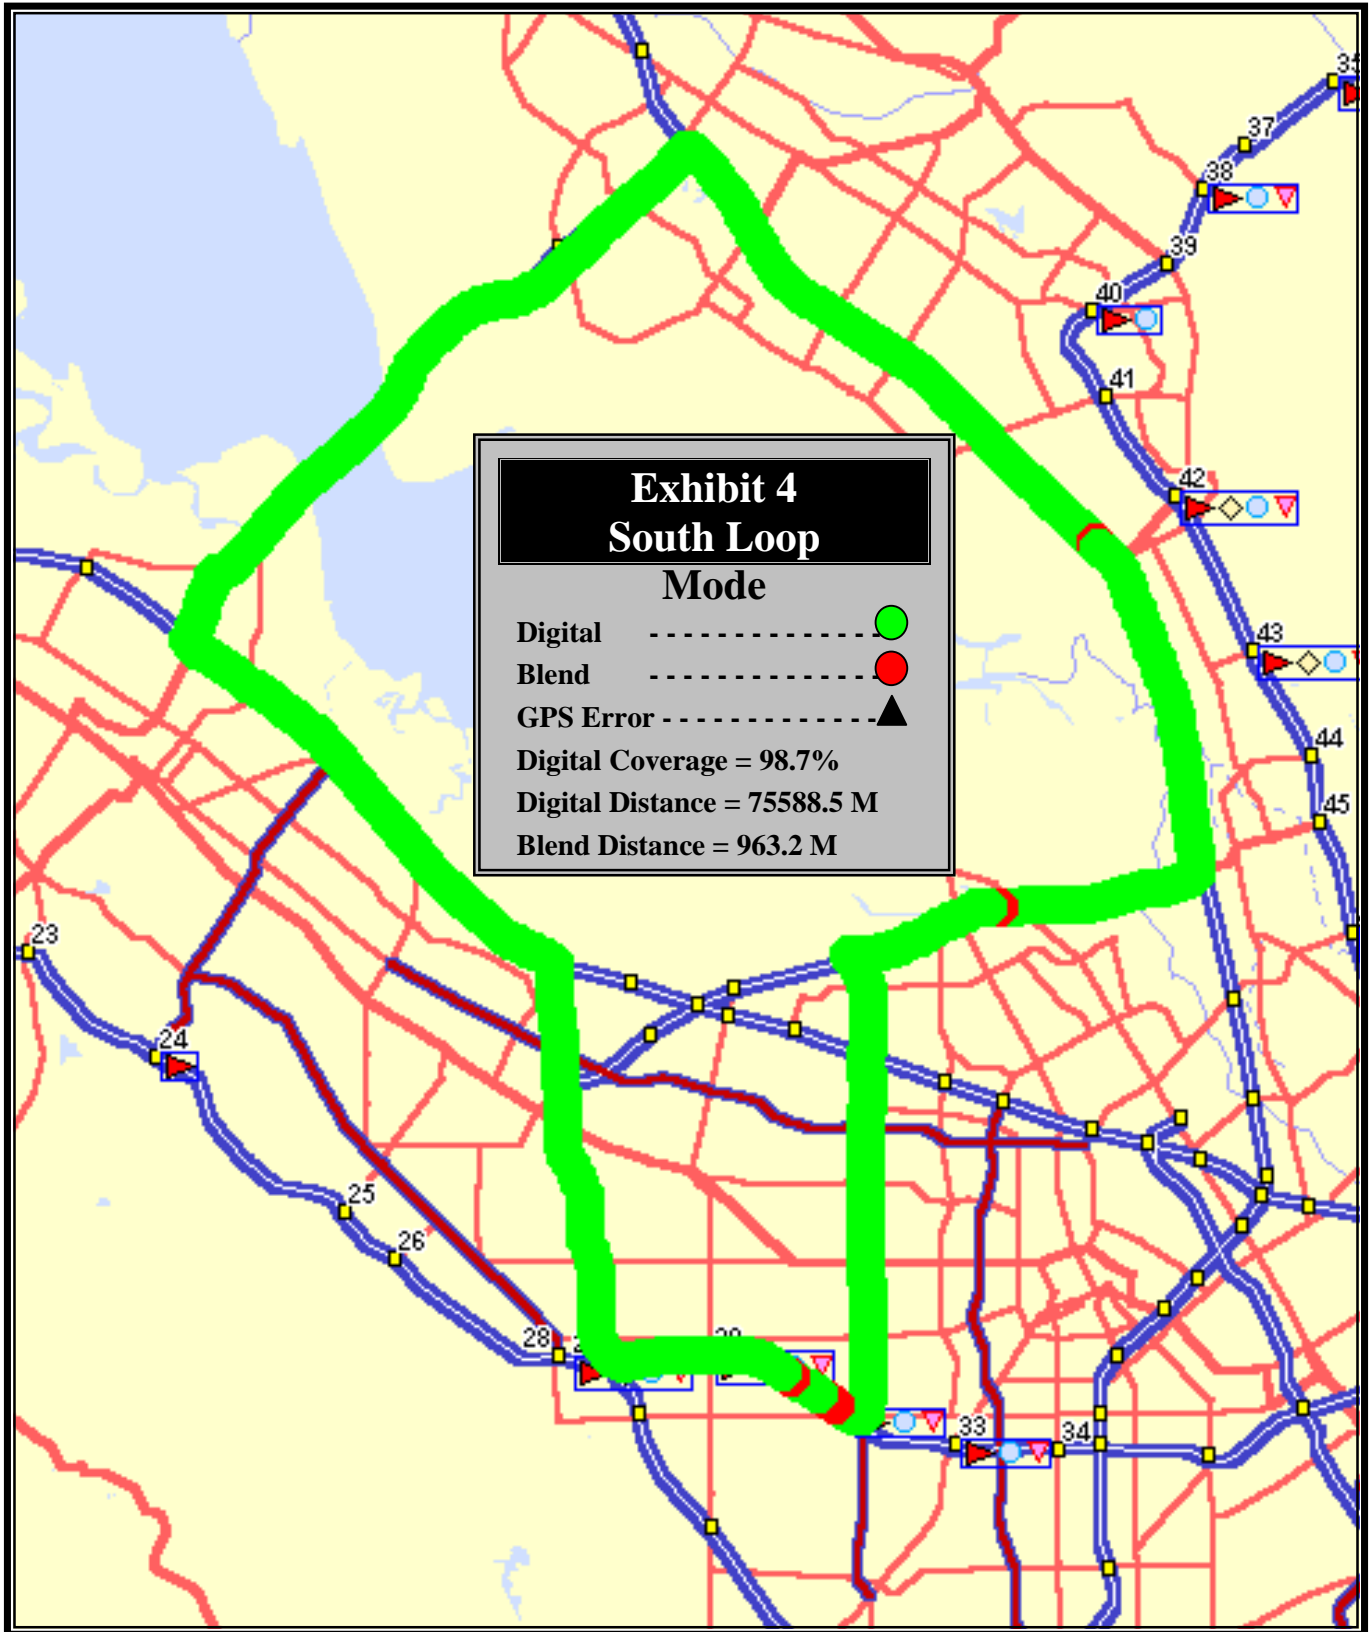 35
37
38
39
40
41
42
43
44
45
Exhibit 4
South Loop
Mode
Digital - - - - - - - - - - - - - -
Blend - - - - - - - - - - - - - -
GPS Error - - - - - - - - - - - - -
Digital Coverage = 98.7%
Digital Distance = 75588.5 M
Blend Distance = 963.2 M
23
24
25
26
28
33
34